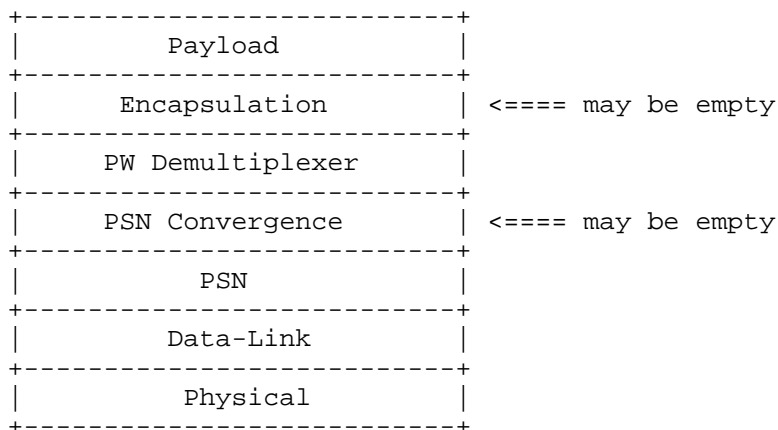 +---------------------------+
|          Payload          |
+---------------------------+
|       Encapsulation       | <==== may be empty
+---------------------------+
|      PW Demultiplexer     |
+---------------------------+
|      PSN Convergence      | <==== may be empty
+---------------------------+
|            PSN            |
+---------------------------+
|          Data-Link        |
+---------------------------+
|           Physical        |
+---------------------------+